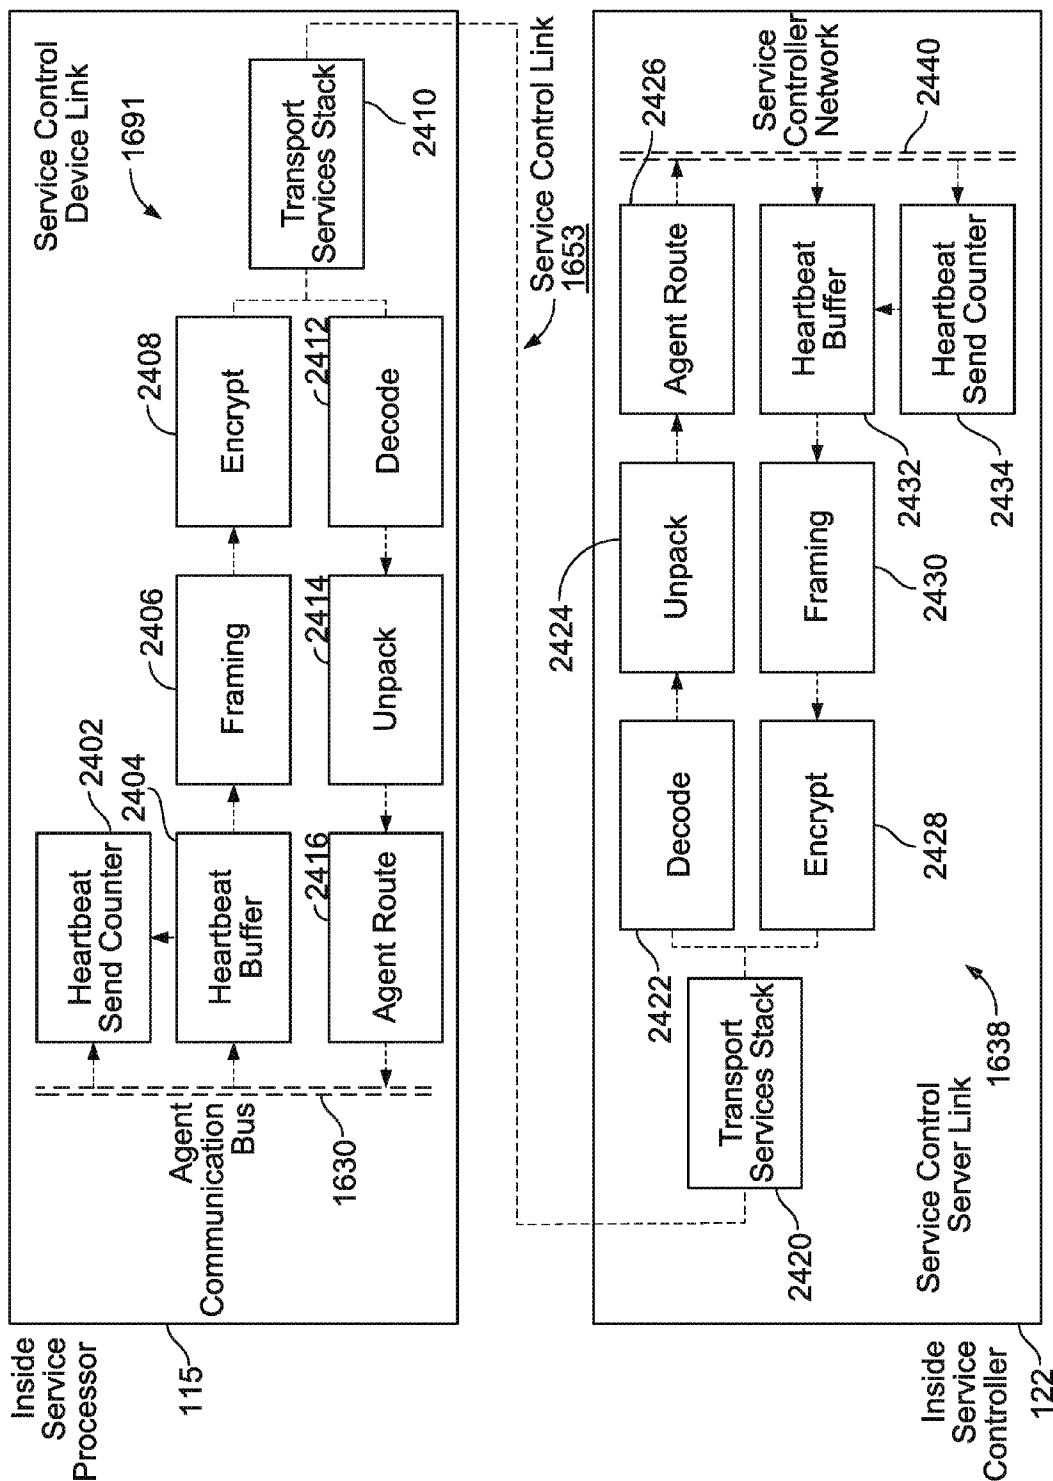 Inside
Service
Processor
115
Service Control
Device Link
1691
Heartbeat
Send Counter
2402
Heartbeat
Buffer
2404
Framing
2406
Encrypt
2408
Transport
Services Stack
2410
Decode
2412
Unpack
2414
Agent Route
2416
Agent
Communication
Bus
1630
Service Control Link
1653
Inside
Service
Controller
122
Service Control
Server Link
1638
Transport
Services Stack
2420
Decode
2422
Unpack
2424
Agent Route
2426
Encrypt
2428
Framing
2430
Heartbeat
Buffer
2432
Heartbeat
Send Counter
2434
Service
Controller
Network
2440